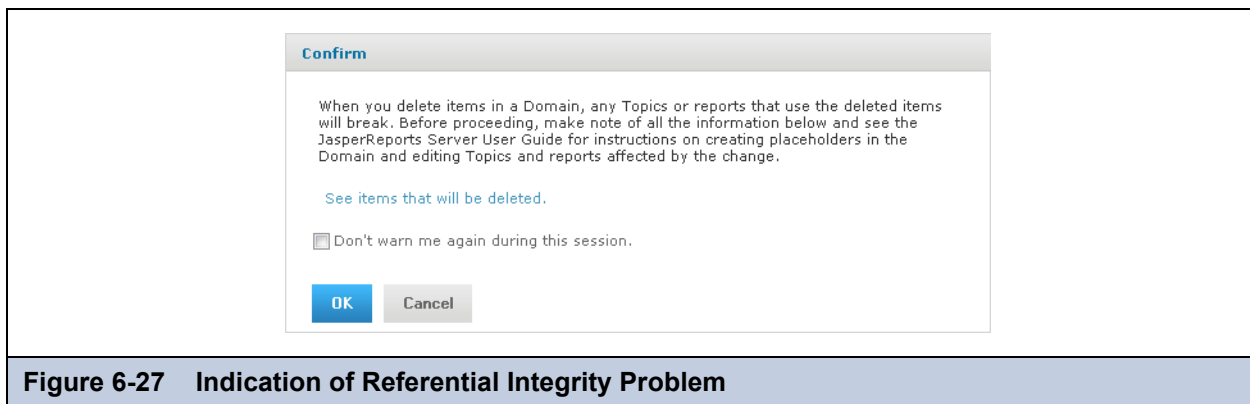 Confirm
When you delete items in a Domain, any Topics or reports that use the deleted items
will break. Before proceeding, make note of all the information below and see the
JasperReports Server User Guide for instructions on creating placeholders in the
Domain and editing Topics and reports affected by the change.
See items that will be deleted.
Don't warn me again during this session.
OK Cancel
Figure 6-27 Indication of Referential Integrity Problem